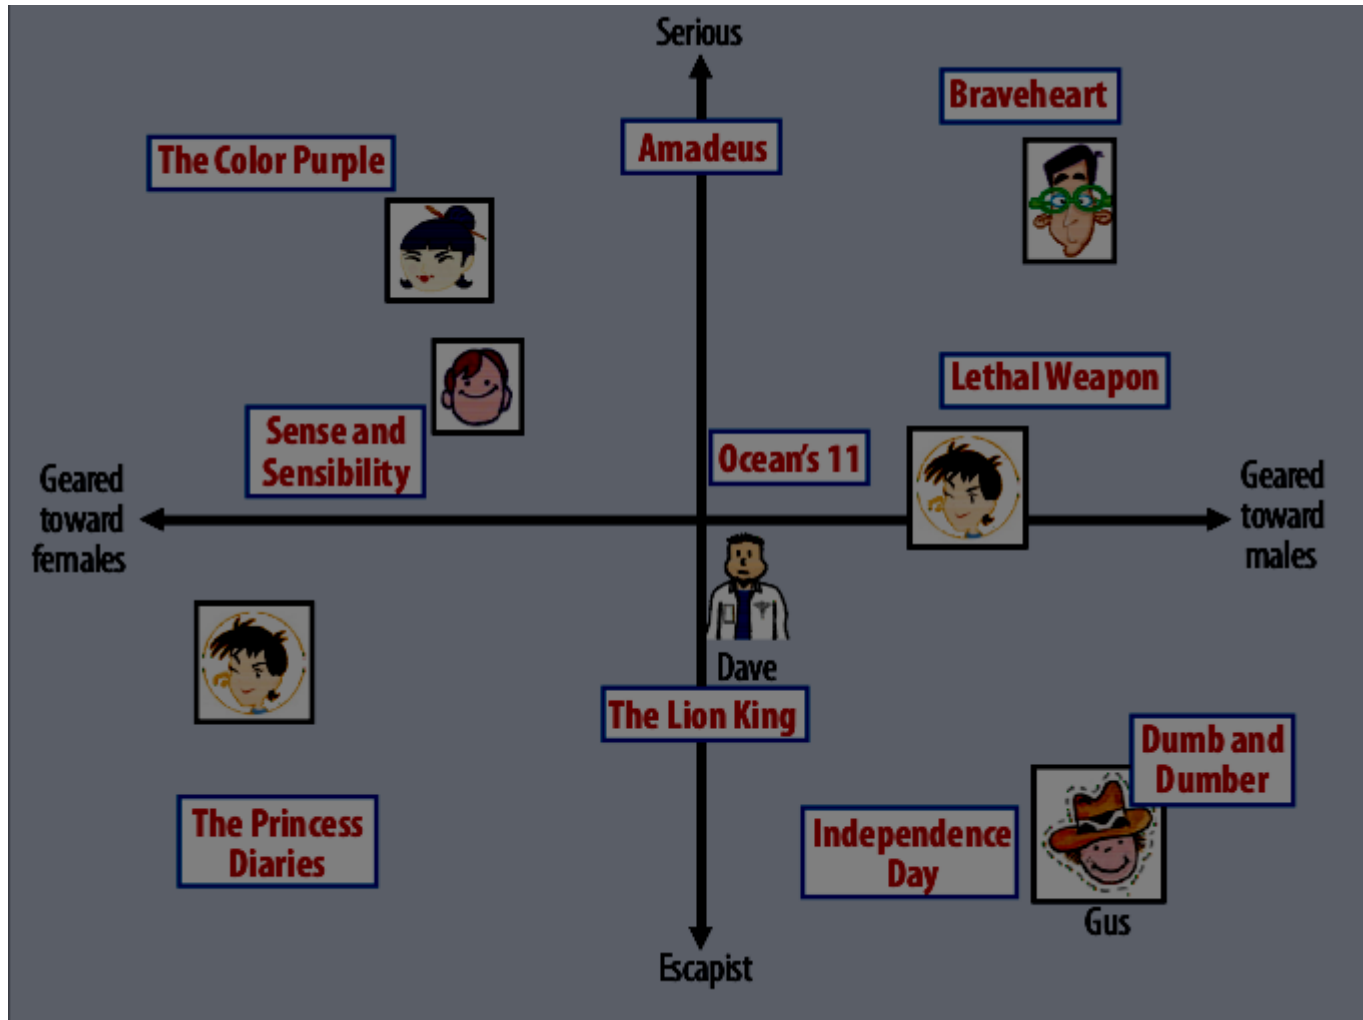 Serious
Braveheart
Amadeus
The Color Purple
Lethal Weapon
Sense and
Sensibility
Ocean's 11
Geared
toward
females
Geared
toward
males
Dave
The Lion King
Dumb and
Dumber
The Princess
Diaries
Independence
Day
Gus
Escapist